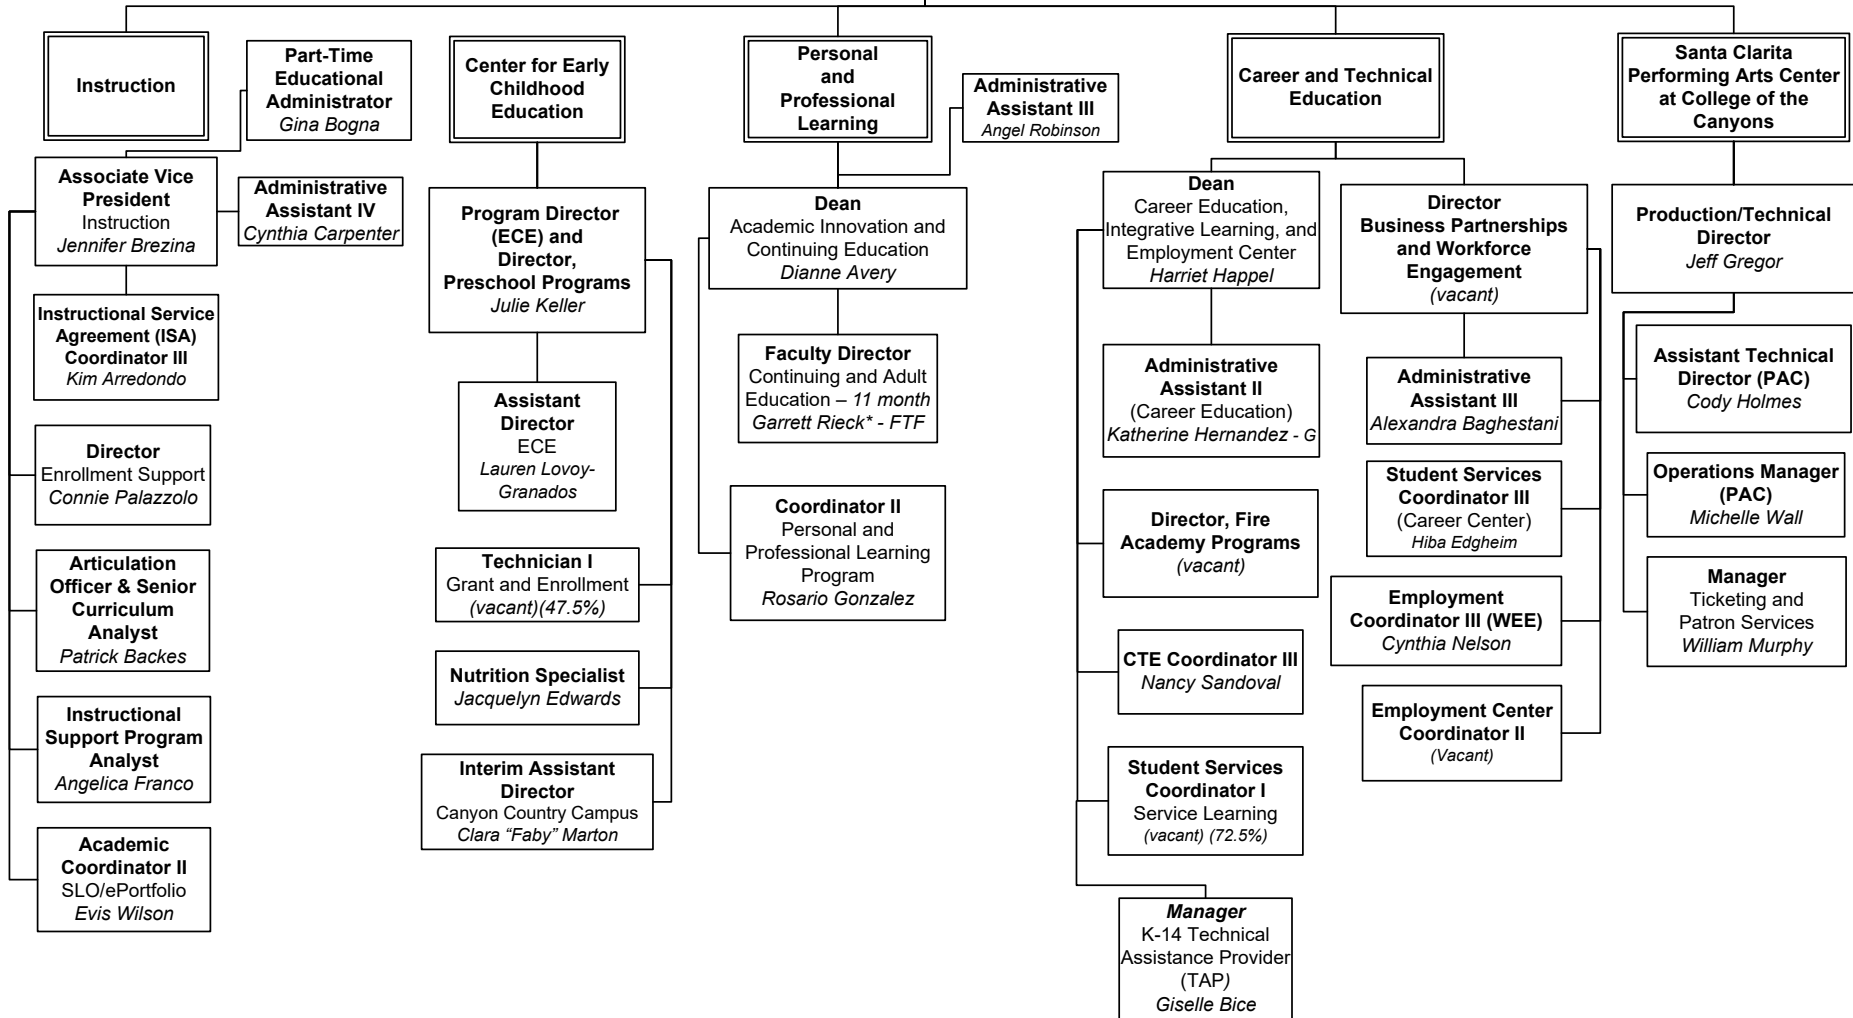 Instruction
Part-Time
Educational
Administrator
Gina Bogna
Associate Vice
President
Instruction
Jennifer Brezina
Administrative
Assistant IV
Cynthia Carpenter
Instructional Service
Agreement (ISA)
Coordinator III
Kim Arredondo
Director
Enrollment Support
Connie Palazzolo
Articulation
Officer & Senior
Curriculum
Analyst
Patrick Backes
Instructional
Support Program
Analyst
Angelica Franco
Academic
Coordinator II
SLO/ePortfolio
Evis Wilson
Center for Early
Childhood
Education
Program Director
(ECE) and
Director,
Preschool Programs
Julie Keller
Assistant
Director
ECE
Lauren Lovoy-
Granados
Technician I
Grant and Enrollment
(vacant)(47.5%)
Nutrition Specialist
Jacquelyn Edwards
Interim Assistant
Director
Canyon Country Campus
Clara “Faby” Marton
Personal
and
Professional
Learning
Administrative
Assistant III
Angel Robinson
Dean
Academic Innovation and
Continuing Education
Dianne Avery
Faculty Director
Continuing and Adult
Education – 11 month
Garrett Rieck* - FTF
Coordinator II
Personal and
Professional Learning
Program
Rosario Gonzalez
Career and Technical
Education
Dean
Career Education,
Integrative Learning, and
Employment Center
Harriet Happel
Administrative
Assistant II
(Career Education)
Katherine Hernandez - G
Director, Fire
Academy Programs
(vacant)
CTE Coordinator III
Nancy Sandoval
Student Services
Coordinator I
Service Learning
(vacant) (72.5%)
Manager
K-14 Technical
Assistance Provider
(TAP)
Giselle Bice
Director
Business Partnerships
and Workforce
Engagement
(vacant)
Administrative
Assistant III
Alexandra Baghestani
Student Services
Coordinator III
(Career Center)
Hiba Edgheim
Employment
Coordinator III (WEE)
Cynthia Nelson
Employment Center
Coordinator II
(Vacant)
Santa Clarita
Performing Arts Center
at College of the
Canyons
Production/Technical
Director
Jeff Gregor
Assistant Technical
Director (PAC)
Cody Holmes
Operations Manager
(PAC)
Michelle Wall
Manager
Ticketing and
Patron Services
William Murphy